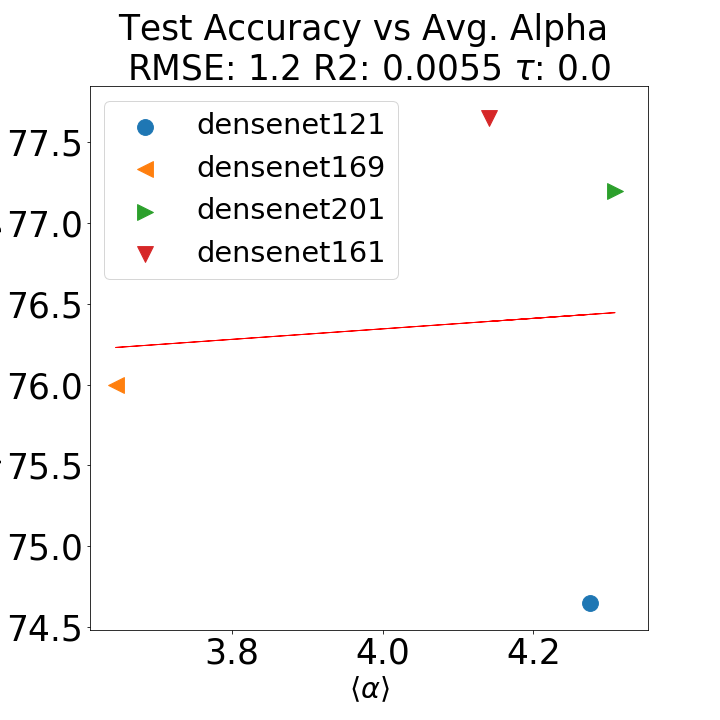 Test Accuracy vs Avg. Alpha
RMSE: 1.2 R2: 0.0055 τ: 0.0
densenet121
densenet169
densenet201
densenet161
77.5
77.0
76.5
76.0
75.5
75.0
74.5
3.8 4.0 4.2
⟨α⟩